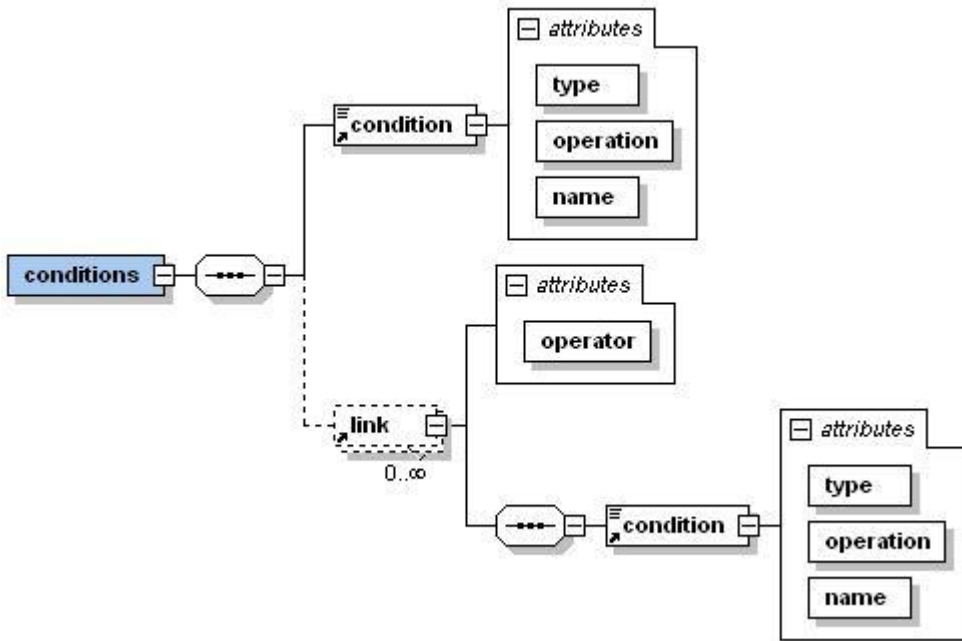 attributes
type
condition
operation
name
conditions
attributes
operator
link
0..∞
attributes
type
condition
operation
name